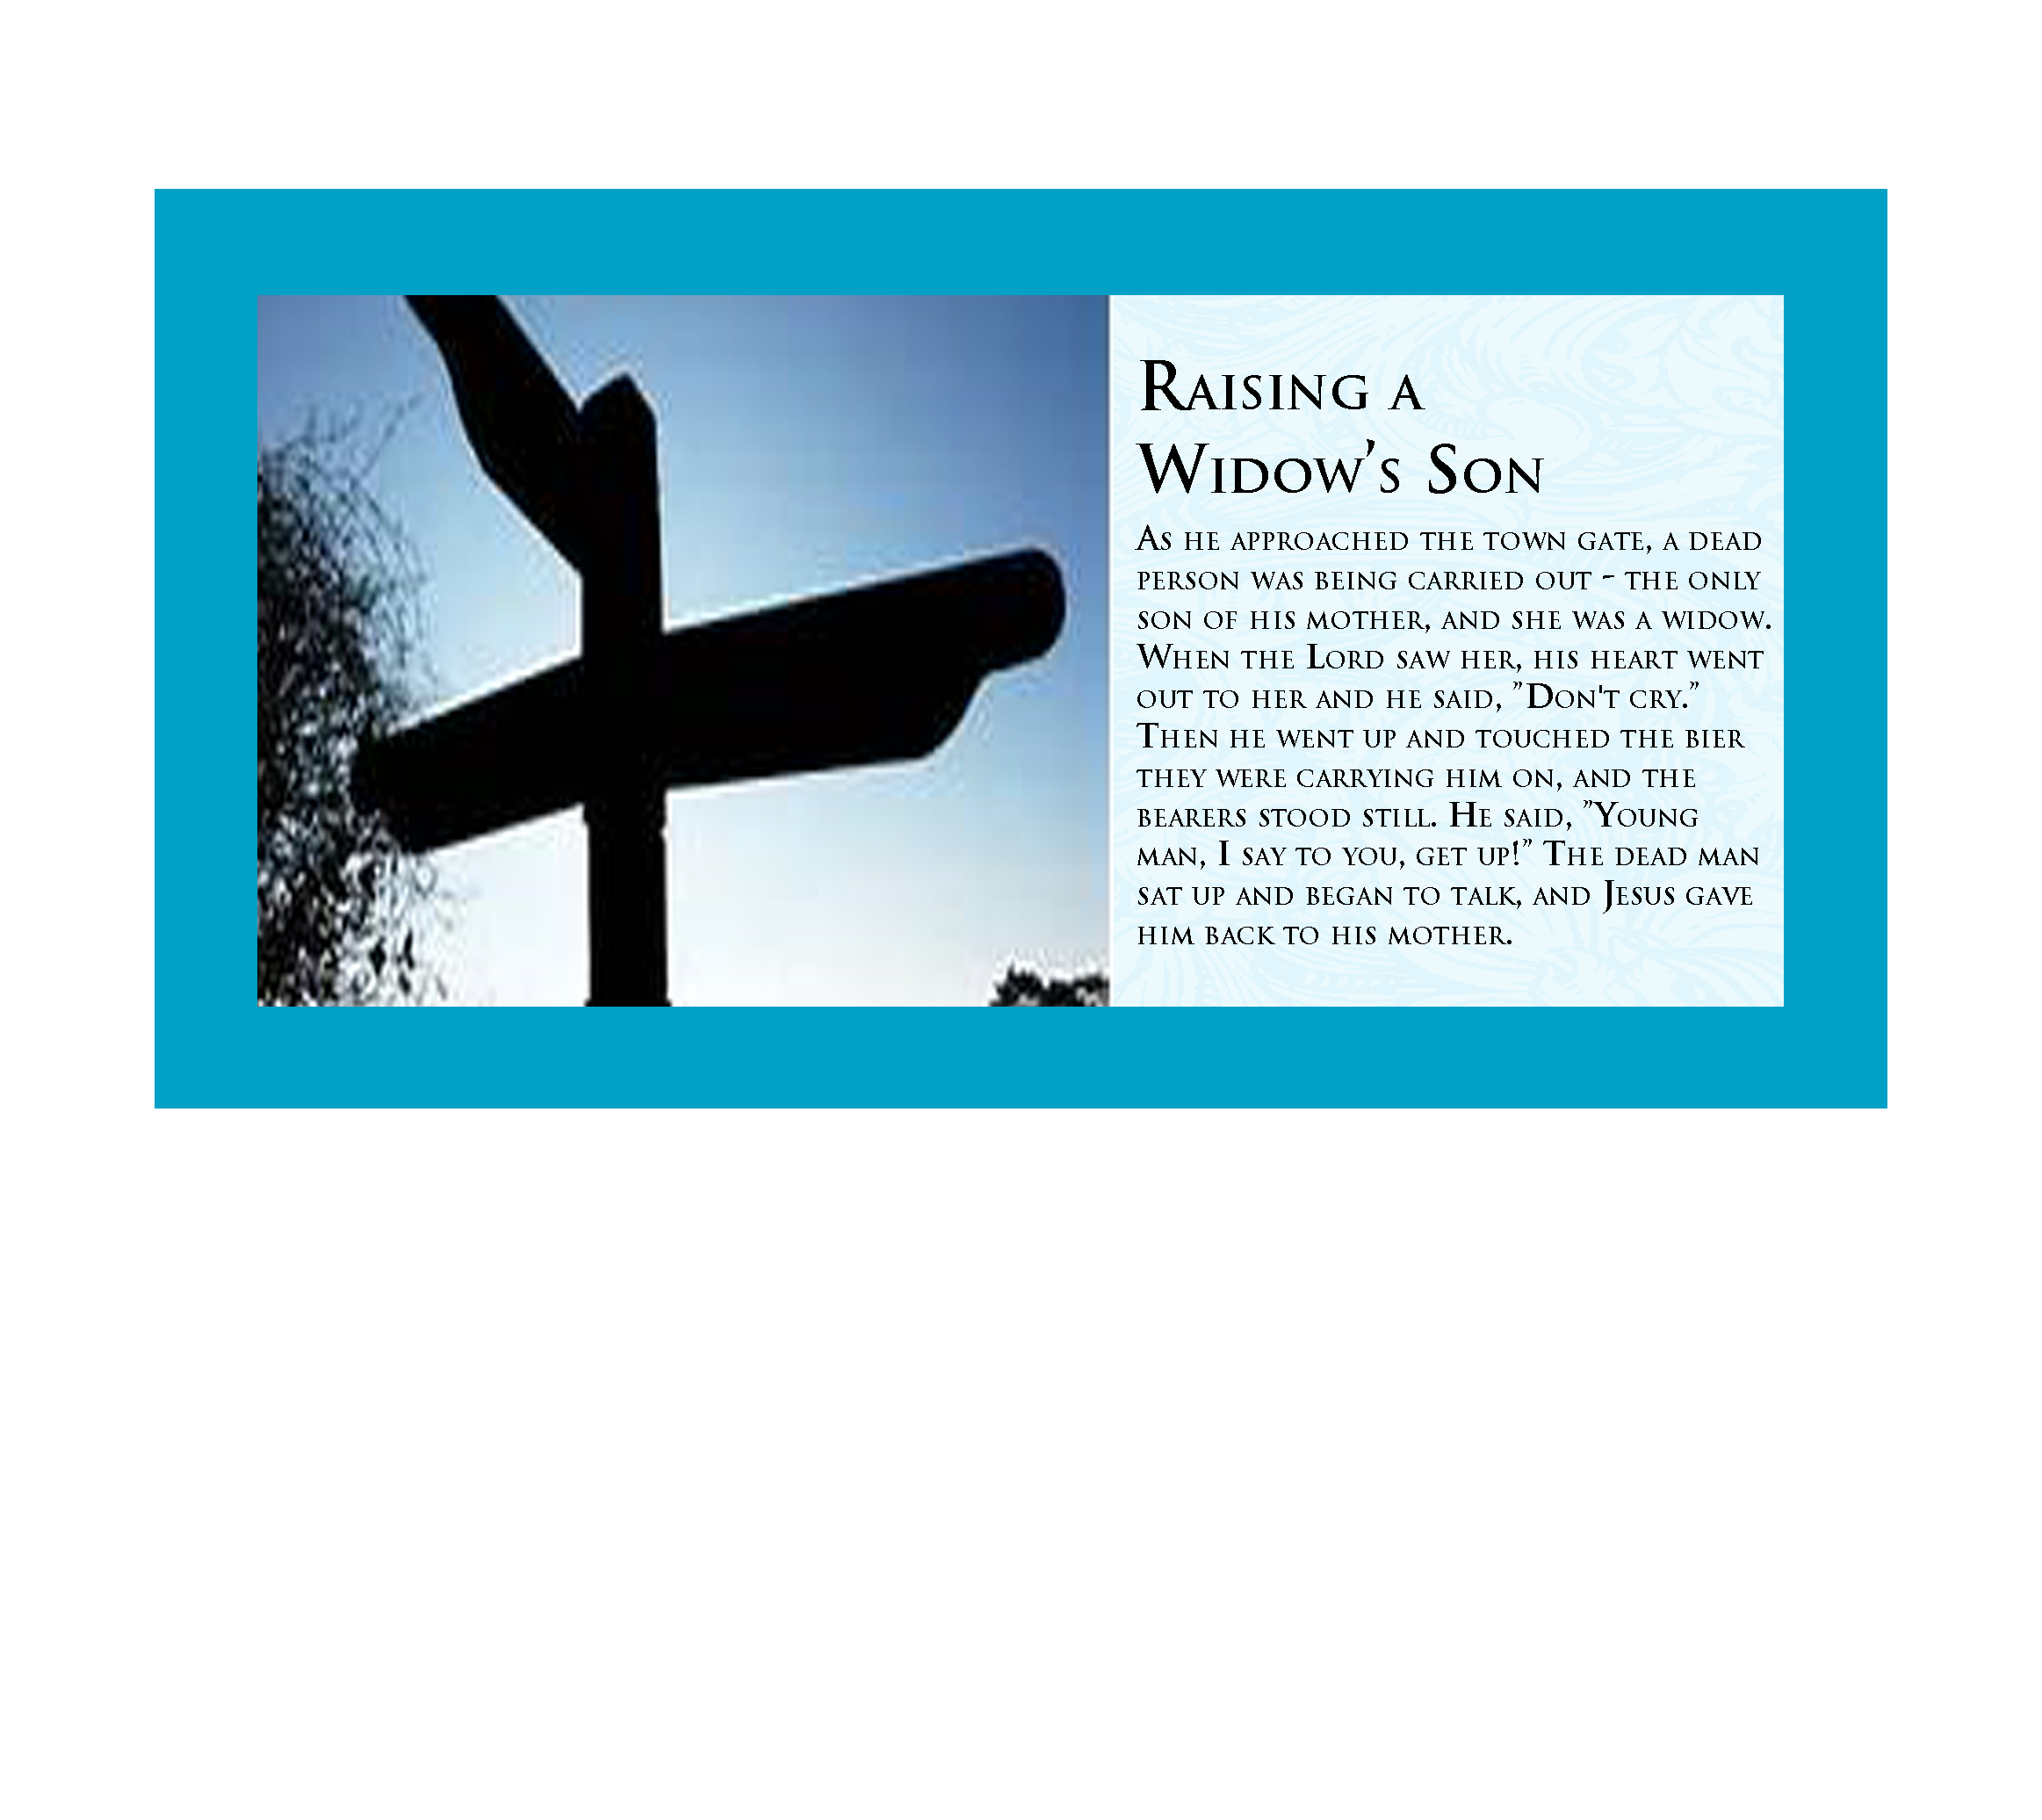 Raising a
Widow’s Son
As he approached the town gate, a dead
person was being carried out - the only
son of his mother, and she was a widow.
When the Lord saw her, his heart went
out to her and he said, ”Don't cry.”
Then he went up and touched the bier
they were carrying him on, and the
bearers stood still. He said, ”Young
man, I say to you, get up!” The dead man
sat up and began to talk, and Jesus gave
him back to his mother.